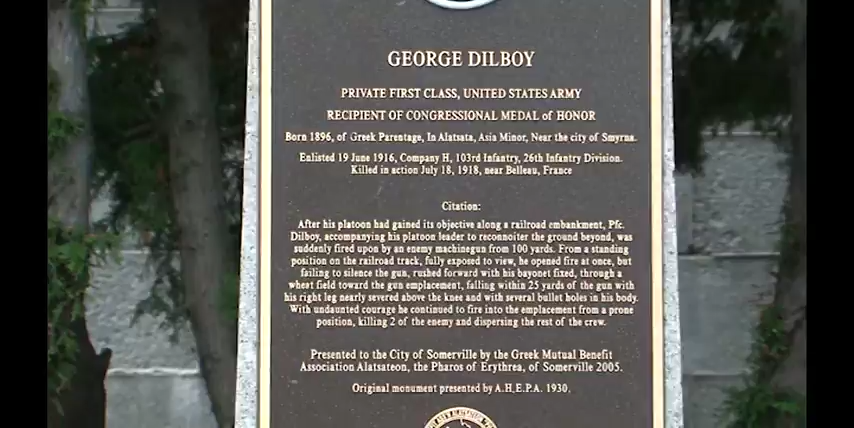 GEORGE DILBOY
PRIVATE FIRST CLASS, UNITED STATES ARMY
RECIPIENT OF CONGRESSIONAL MEDAL of HONOR
Born 1896, of Greek Parentage, In Alatsata, Asia Minor, Near the city of Smyrna.
Enlisted 19 June 1916, Company H, 103rd Infantry, 26th Infantry Division.
Killed in action July 18, 1918, near Belleau, France
Citation:
After his platoon had gained its objective along a railroad embankment, Pfc.
Dilboy, accompanying his platoon leader to reconnoiter the ground beyond, was
suddenly fired upon by an enemy machinegun from 100 yards. From a standing
position on the railroad track, fully exposed to view, he opened fire at once, but
failing to silence the gun, rushed forward with his bayonet fixed, through a
wheat field toward the gun emplacement, falling within 25 yards of the gun with
his right leg nearly severed above the knee and with several bullet holes in his body.
With undaunted courage he continued to fire into the emplacement from a prone
position, killing 2 of the enemy and dispersing the rest of the crew.
Presented to the City of Somerville by the Greek Mutual Benefit
Association Alatsateon, the Pharos of Erythrea, of Somerville 2005.
Original monument presented by A.H.E.P.A. 1930.